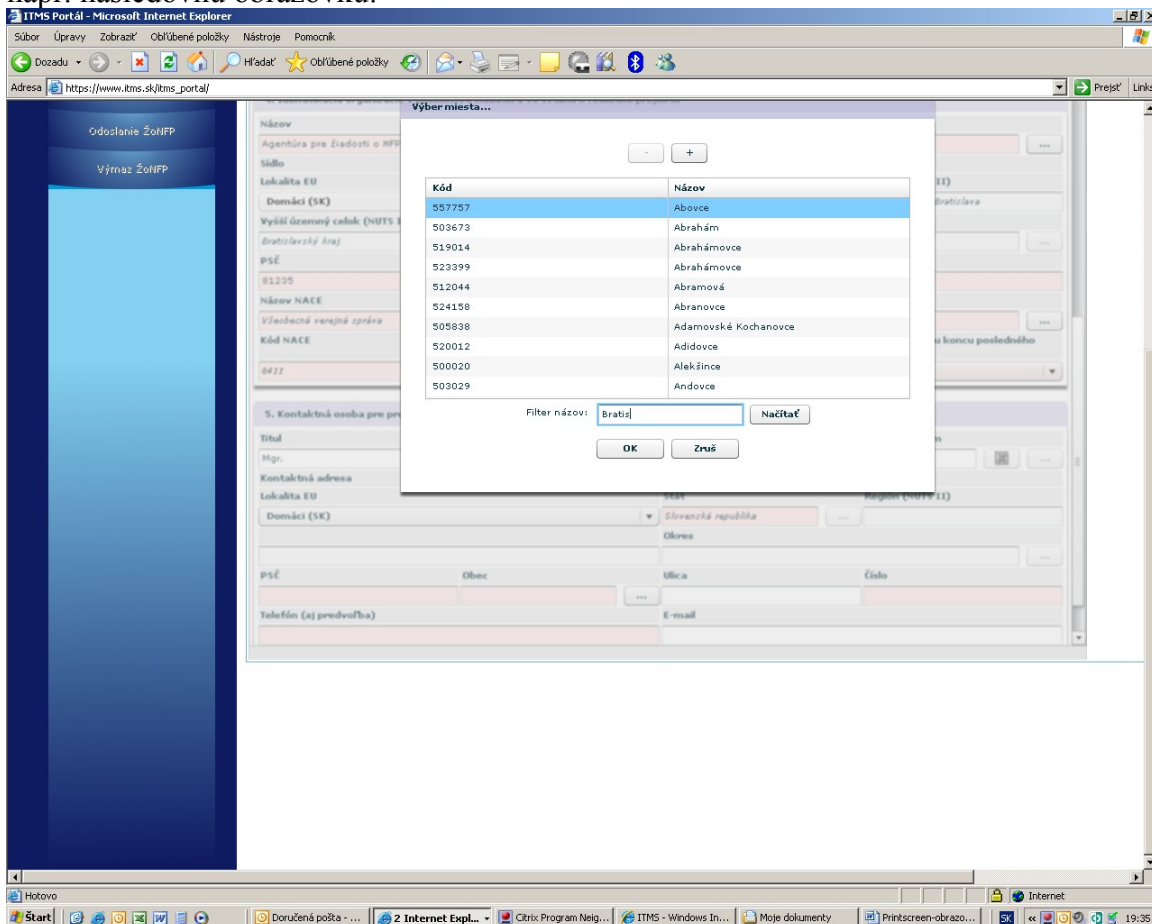 napr. nasledovnú obrazovku:
ITMS Portál - Microsoft Internet Explorer
Súbor Úpravy Zobraziť Obľúbené položky Nástroje Pomocník
Dozadu Hľadať Obľúbené položky
Adresa https://www.itms.sk/itms_portal/ Prejsť Links
Výber miesta...
Odoslanie ŽoNFP
Výmaz ŽoNFP
Názov
Agentúra pre žiadosti o NFP ...
Sídlo
Lokalita EU II)
Domáci (SK) Bratislava
Vyšší územný celok (NUTS I
Bratislavský kraj ...
PSČ
81235
Názov NACE
Všeobecná verejná správa ...
Kód NACE u koncu posledného
8411
- +
Kód Názov
557757 Abovce
503673 Abrahám
519014 Abrahámovce
523399 Abrahámovce
512044 Abramová
524158 Abranovce
505838 Adamovské Kochanovce
520012 Adidovce
500020 Alekšince
503029 Andovce
Filter názov: Bratis Načítať
OK Zruš
5. Kontaktná osoba pre pr
Titul
Mgr. ...
Kontaktná adresa
Lokalita EU Štát Región (NUTS II)
Domáci (SK) Slovenská republika ...
Okres
...
PSČ Obec Ulica Číslo
...
Telefón (aj predvoľba) E-mail
Hotovo Internet
Štart Doručená pošta - ... 2 Internet Expl... Citrix Program Neig... ITMS - Windows In... Moje dokumenty Printscreen-obrazo... SK « 19:35